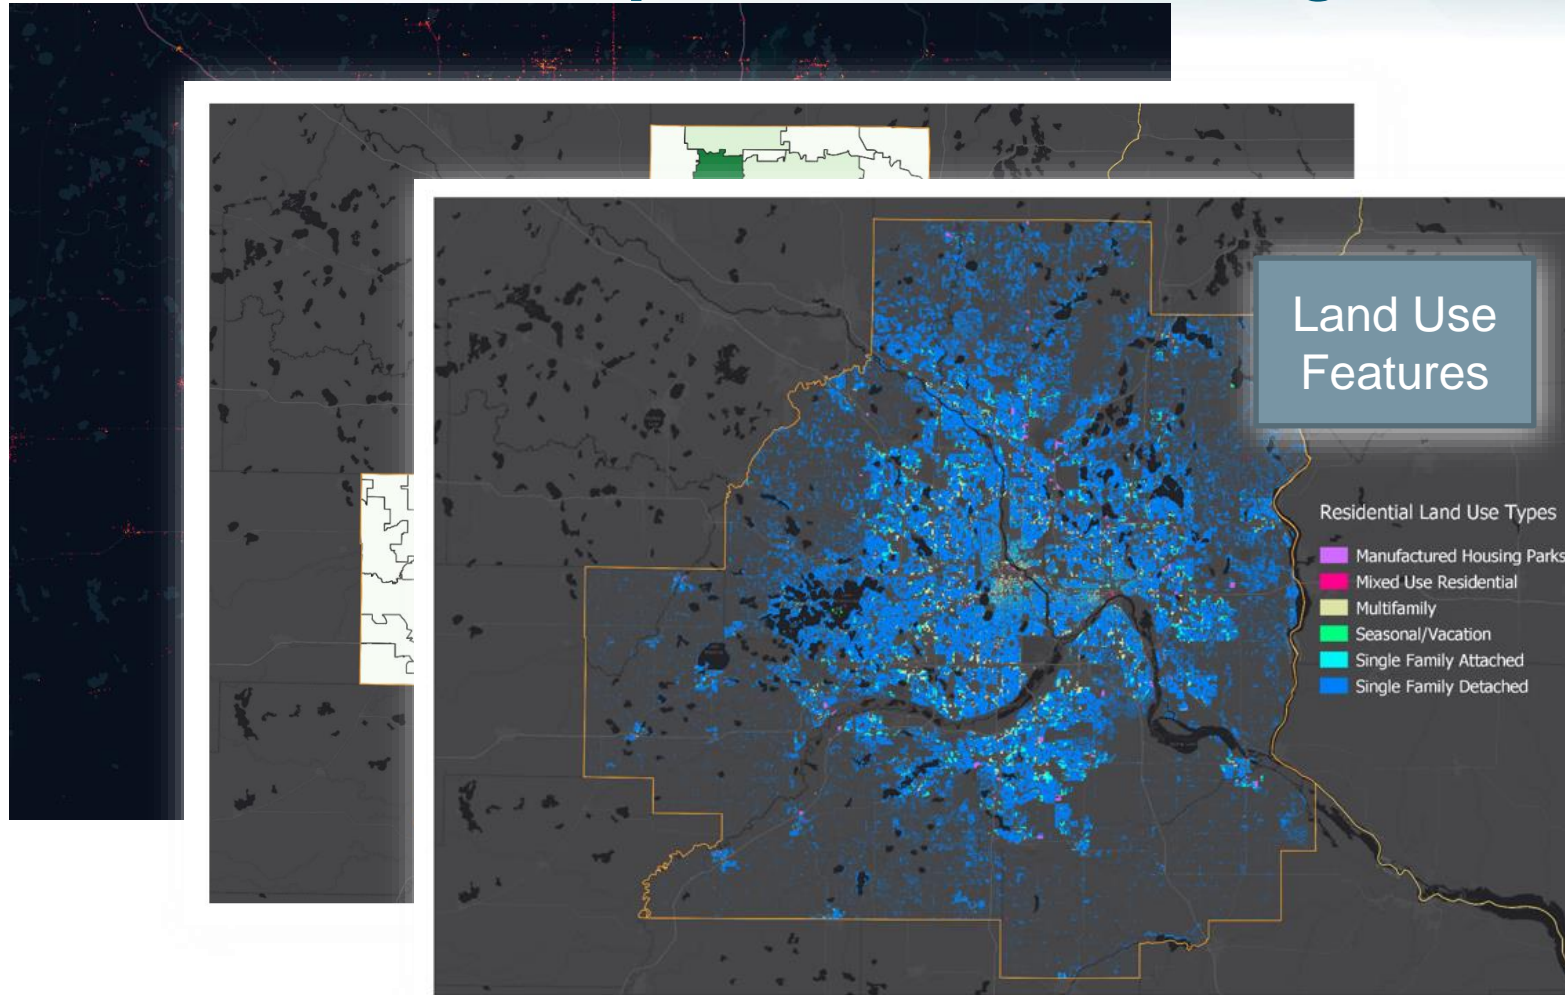 Land Use
Features
Residential Land Use Types
Manufactured Housing Parks
Mixed Use Residential
Multifamily
Seasonal/Vacation
Single Family Attached
Single Family Detached